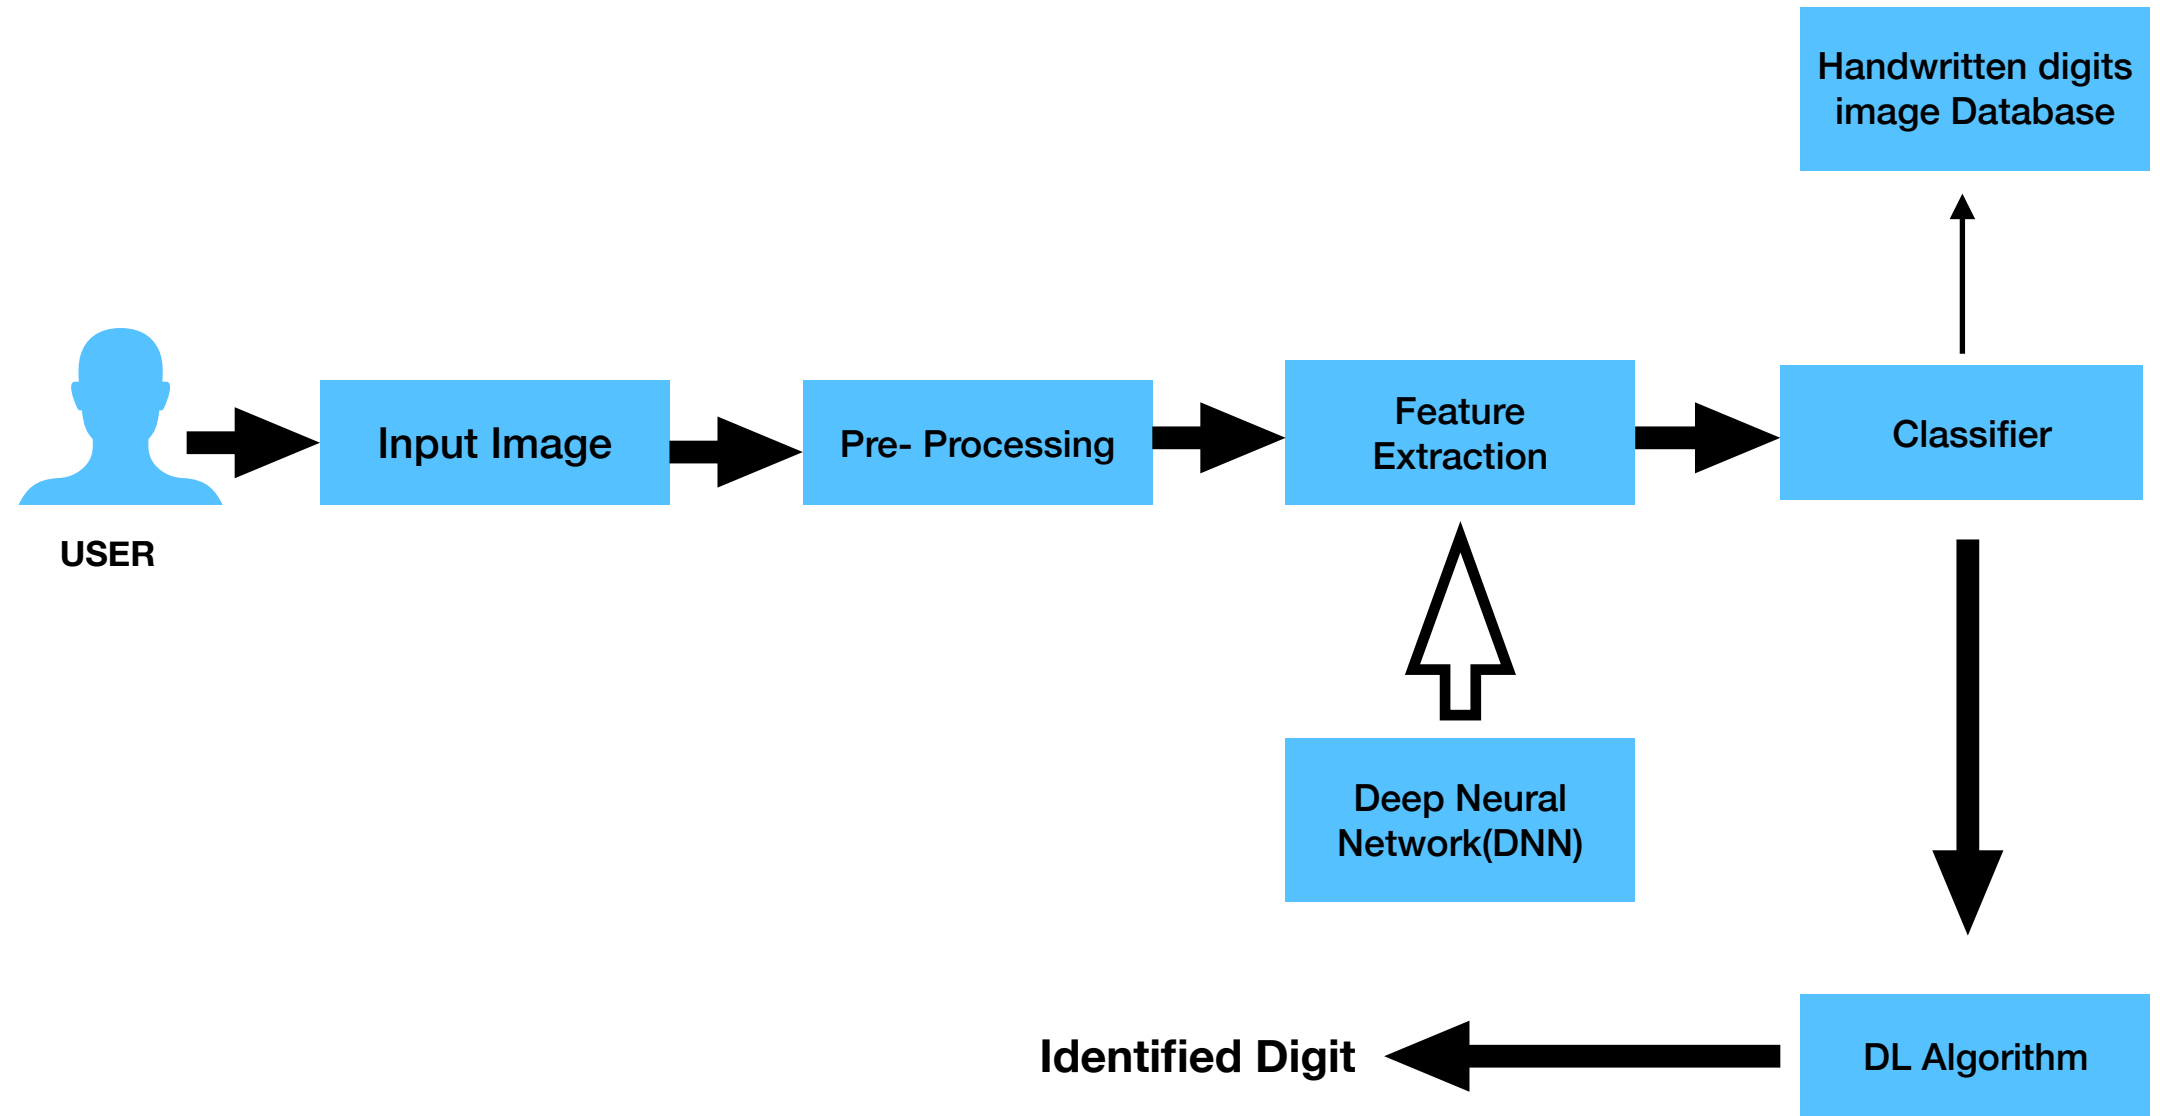 Handwritten digits
image Database
USER
Input Image
Pre- Processing
Feature
Extraction
Classifier
Deep Neural
Network(DNN)
DL Algorithm
Identified Digit